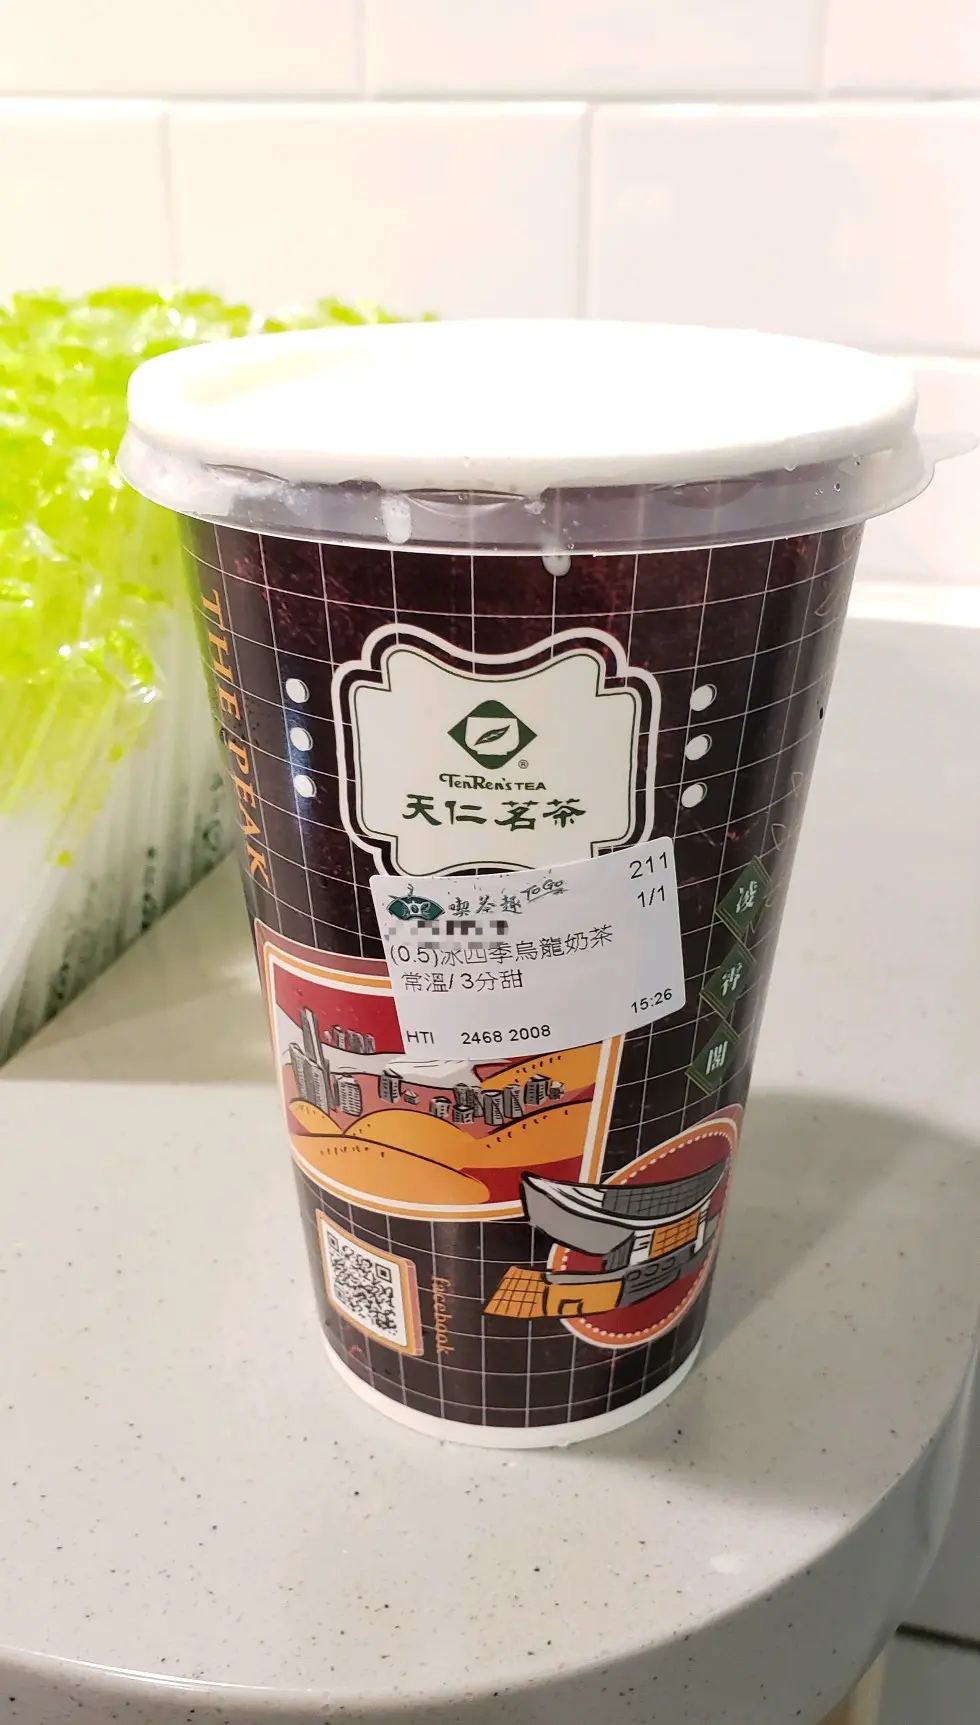 THE PEAK
TenRen's TEA
天仁茗茶
喫茶趣 To Go
211
1/1
(0.5)冰四季烏龍奶茶
常溫/ 3分甜
15:26
HTI 2468 2008
凌霄閣
facebook